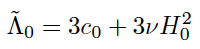 Λ̃₀ = 3c₀ + 3νH₀²